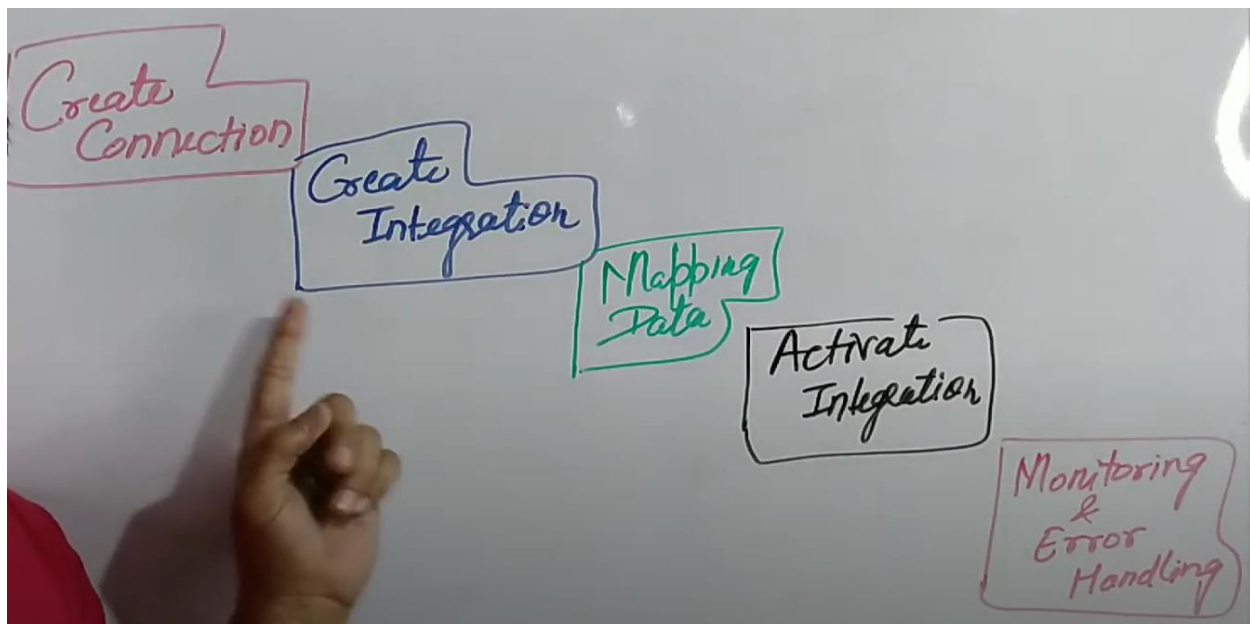 Create
Connection
Create
Integration
Mapping
Data
Activate
Integration
Monitoring
&
Error
Handling